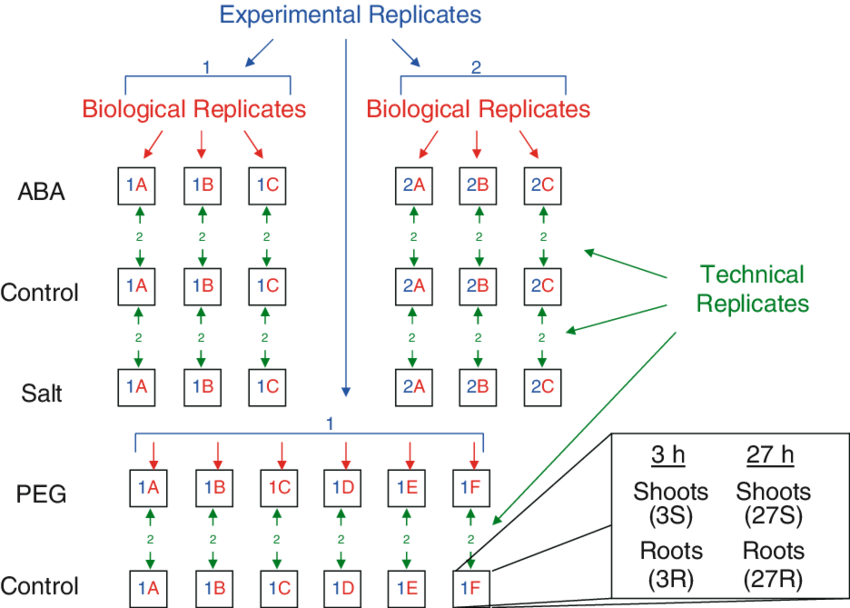 Experimental Replicates
1 2
Biological Replicates Biological Replicates
ABA 1A 1B 1C 2A 2B 2C
2 2 2 2 2 2
Control 1A 1B 1C 2A 2B 2C
Technical
Replicates
2 2 2 2 2 2
Salt 1A 1B 1C 2A 2B 2C
1
PEG 1A 1B 1C 1D 1E 1F
2 2 2 2 2 2
Control 1A 1B 1C 1D 1E 1F
3 h 27 h
Shoots Shoots
(3S) (27S)
Roots Roots
(3R) (27R)